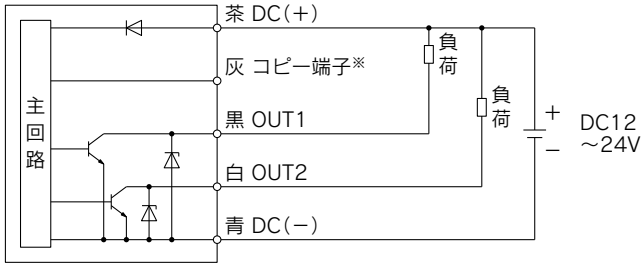 茶 DC(+)
灰 コピー端子※
黒 OUT1
白 OUT2
青 DC(−)
主回路
負荷
負荷
+
−
DC12
～24V